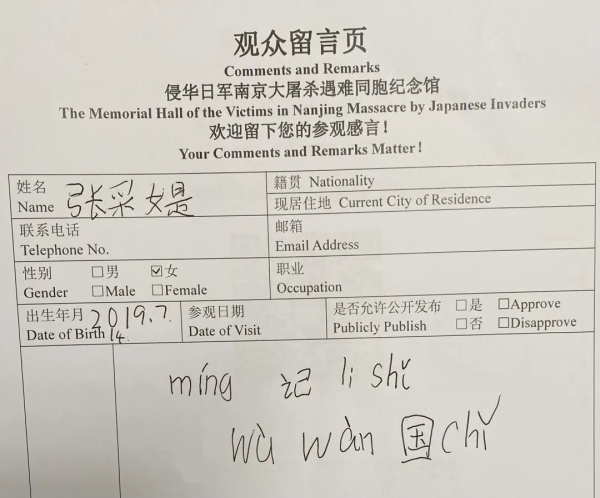 观众留言页
Comments and Remarks
侵华日军南京大屠杀遇难同胞纪念馆
The Memorial Hall of the Victims in Nanjing Massacre by Japanese Invaders
欢迎留下您的参观感言!
Your Comments and Remarks Matter!
姓名 Name 张采媞
籍贯 Nationality
现居住地 Current City of Residence
联系电话 Telephone No.
邮箱 Email Address
性别 Gender □男 Male ☑女 □Female
职业 Occupation
出生年月 Date of Birth 2019.7.14.
参观日期 Date of Visit
是否允许公开发布 Publicly Publish □是 □Approve □否 □Disapprove
míng 记 li shǐ
wù wàn 国 chǐ